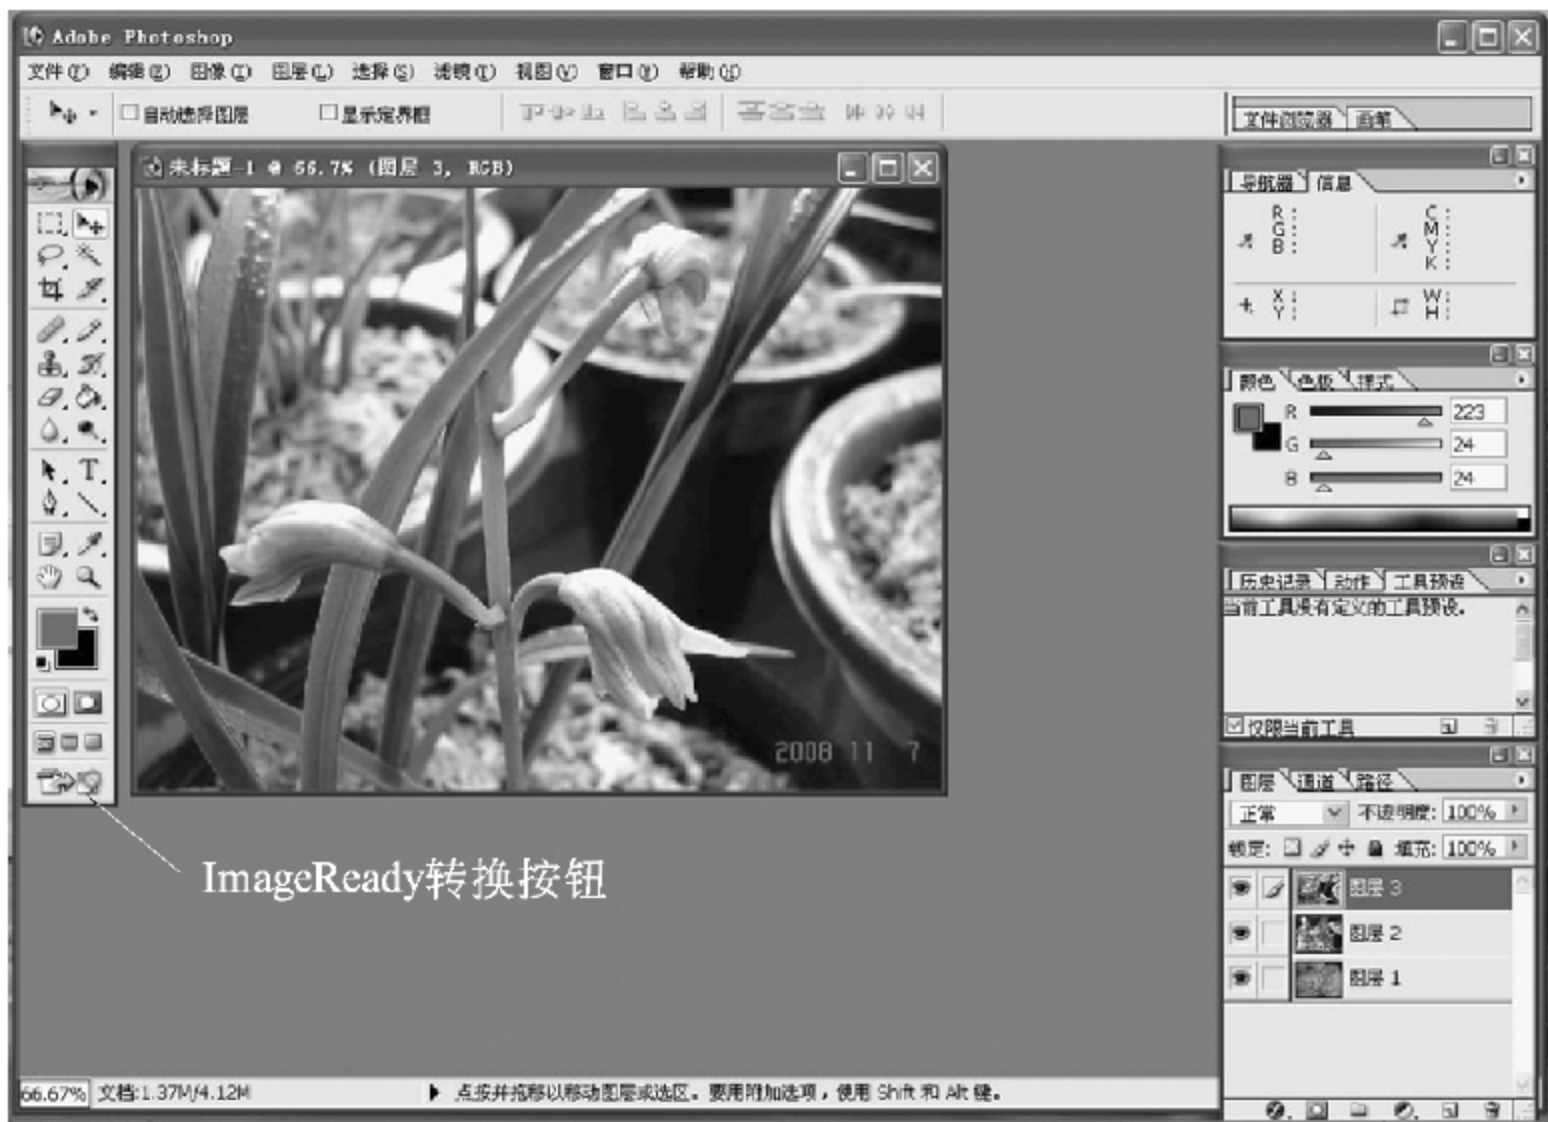 Adobe Photoshop
文件(F) 编辑(E) 图像(I) 图层(L) 选择(S) 滤镜(T) 视图(V) 窗口(W) 帮助(H)
自动选择图层 显示定界框
文件浏览器 画笔
未标题-1 @ 66.7% (图层 3, RGB)
导航器 信息
R: C:
G: M:
B: Y:
K:
X: W:
Y: H:
颜色 色板 样式
R 223
G 24
B 24
历史记录 动作 工具预设
当前工具没有定义的工具预设。
仅限当前工具
2008 11 7
图层 通道 路径
正常 不透明度: 100%
锁定: 填充: 100%
图层 3
图层 2
图层 1
ImageReady转换按钮
66.67% 文档:1.37M/4.12M 点按并拖移以移动图层或选区。要用附加选项，使用 Shift 和 Alt 键。